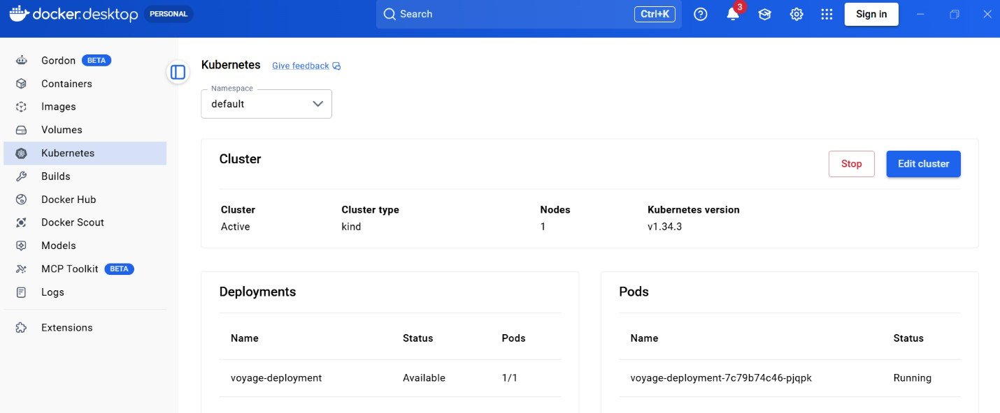 docker.desktop PERSONAL Search Ctrl+K 3 Sign in
Gordon BETA
Containers
Images
Volumes
Kubernetes
Builds
Docker Hub
Docker Scout
Models
MCP Toolkit BETA
Logs
Extensions
Kubernetes Give feedback
Namespace
default
Cluster
Stop Edit cluster
Cluster Cluster type Nodes Kubernetes version
Active kind 1 v1.34.3
Deployments
Name Status Pods
voyage-deployment Available 1/1
Pods
Name Status
voyage-deployment-7c79b74c46-pjqpk Running